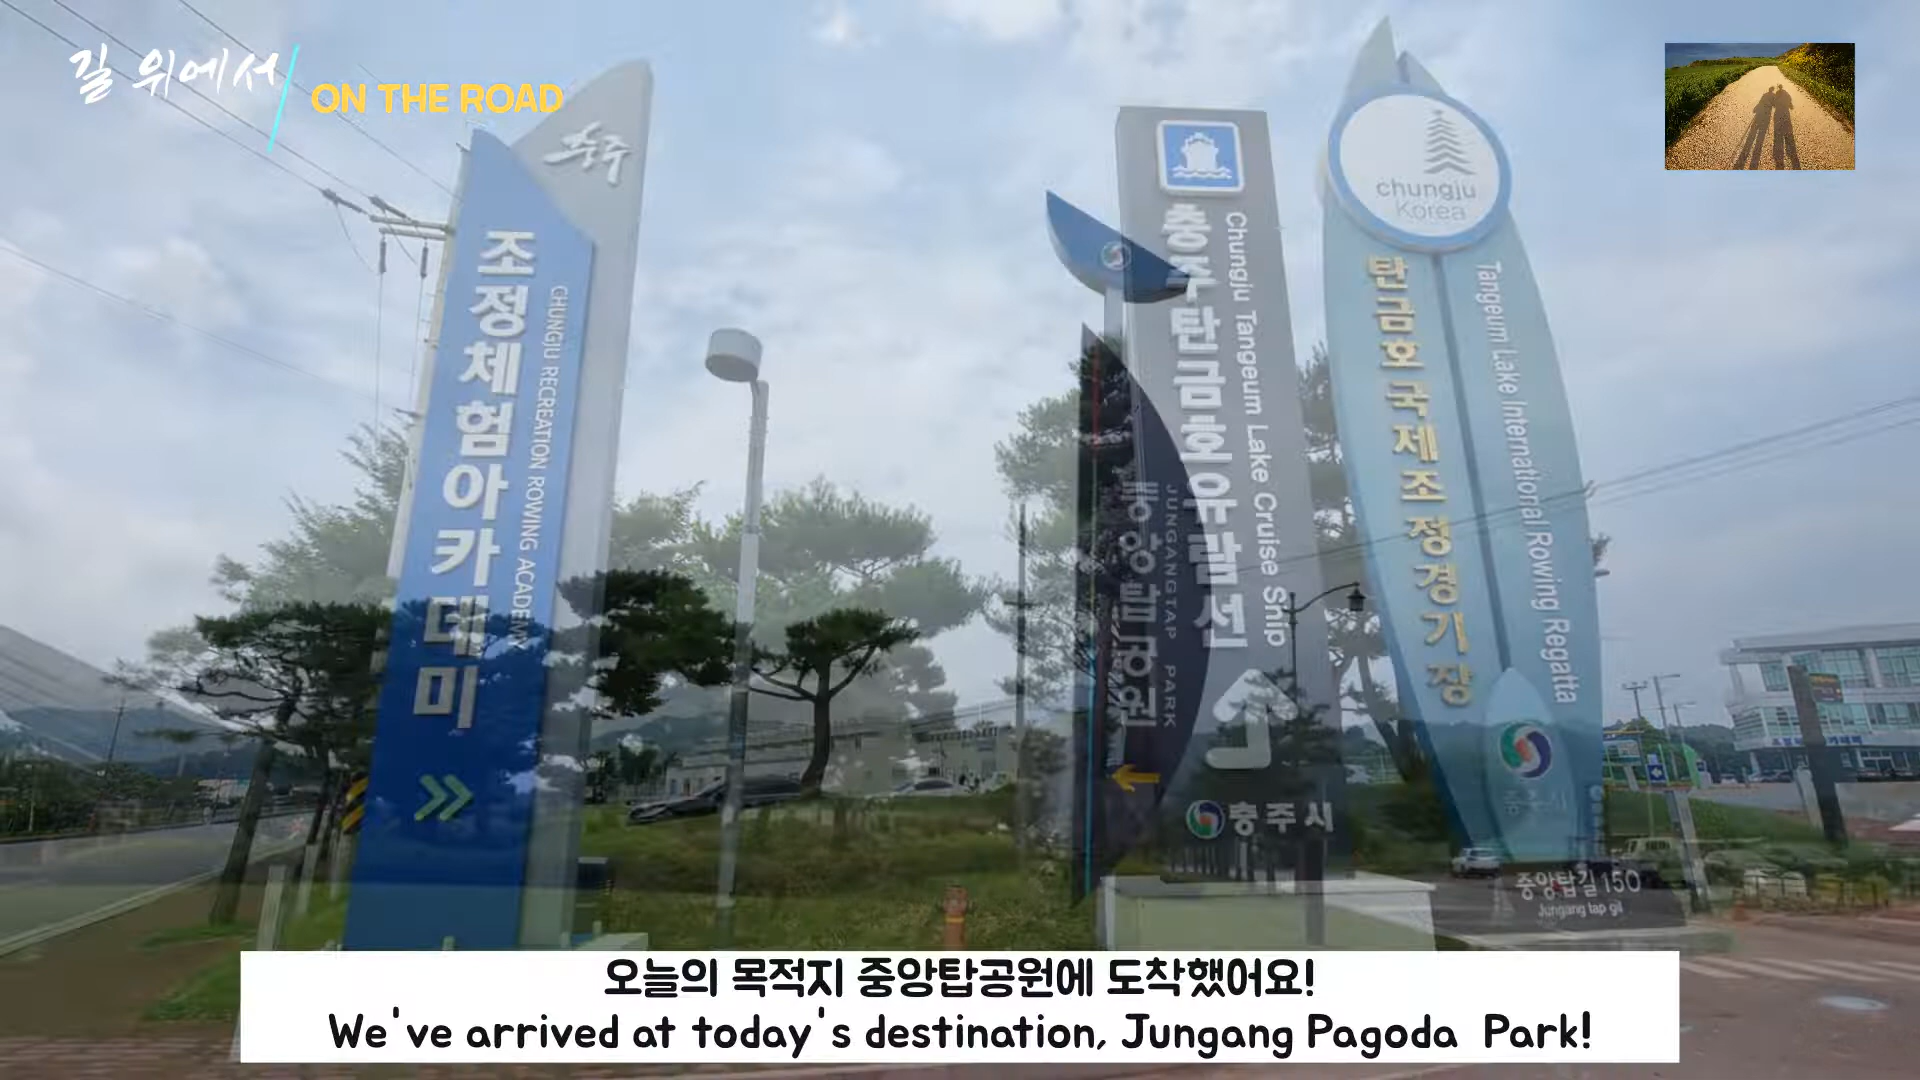 길 위에서
ON THE ROAD
충주
조정체험아카데미
CHUNGJU RECREATION ROWING ACADEMY
충주탄금호유람선
Chungju Tangeum Lake Cruise Ship
충주시
중앙탑공원
JUNGANGTAP PARK
chungju
Korea
탄금호국제조정경기장
Tangeum Lake International Rowing Regatta
충주시
중앙탑길 150
Jungang tap gil
오늘의 목적지 중앙탑공원에 도착했어요!
We've arrived at today's destination, Jungang Pagoda Park!